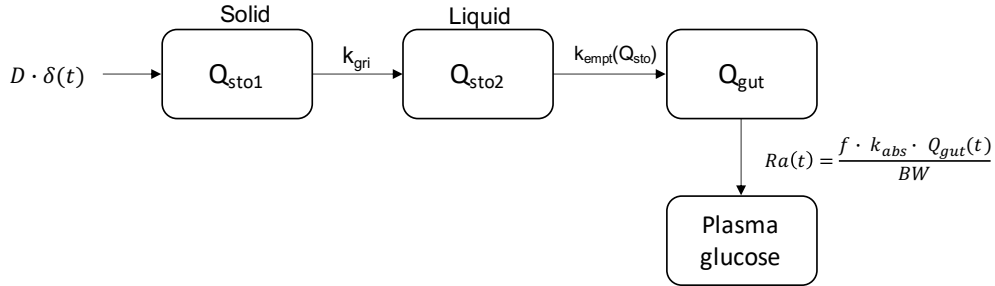 Solid
Liquid
D · δ(t)
Q_sto1
k_gri
Q_sto2
k_empt(Q_sto)
Q_gut
Ra(t) = f · k_abs · Q_gut(t) / BW
Plasma
glucose